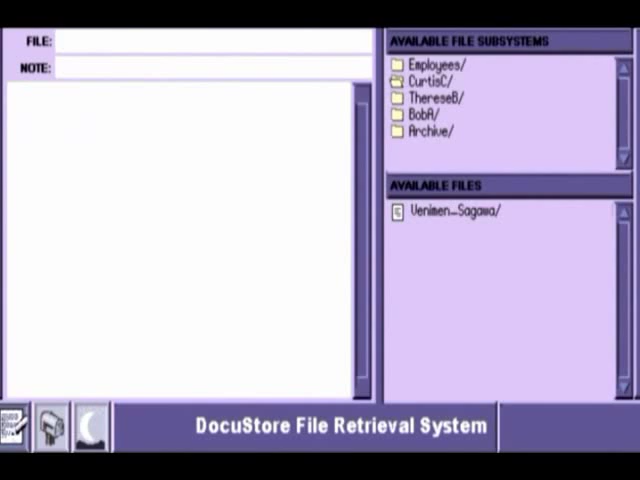 FILE:
NOTE:
AVAILABLE FILE SUBSYSTEMS
Employees/
CurtisC/
ThereseB/
BobA/
Archive/
AVAILABLE FILES
Venimen_Sagawa/
DocuStore File Retrieval System